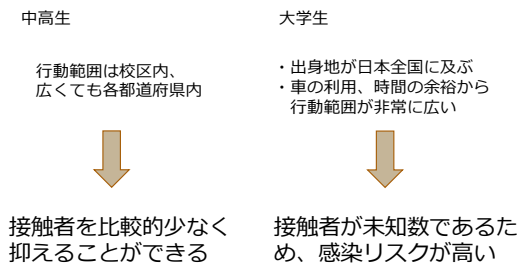 中高生
行動範囲は校区内、
広くても各都道府県内
接触者を比較的少なく
抑えることができる
大学生
・出身地が日本全国に及ぶ
・車の利用、時間の余裕から
行動範囲が非常に広い
接触者が未知数であるた
め、感染リスクが高い